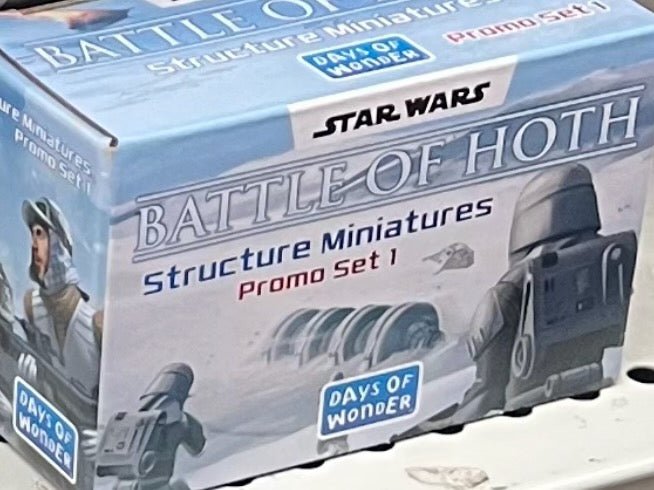 BATTLE OF
Structure Miniatures
Promo Set 1
DAYS OF
WONDER
STAR WARS
BATTLE OF HOTH
Structure Miniatures
Promo Set 1
DAYS OF
WONDER
Miniatures
Promo Set 1
DAYS OF
WONDER